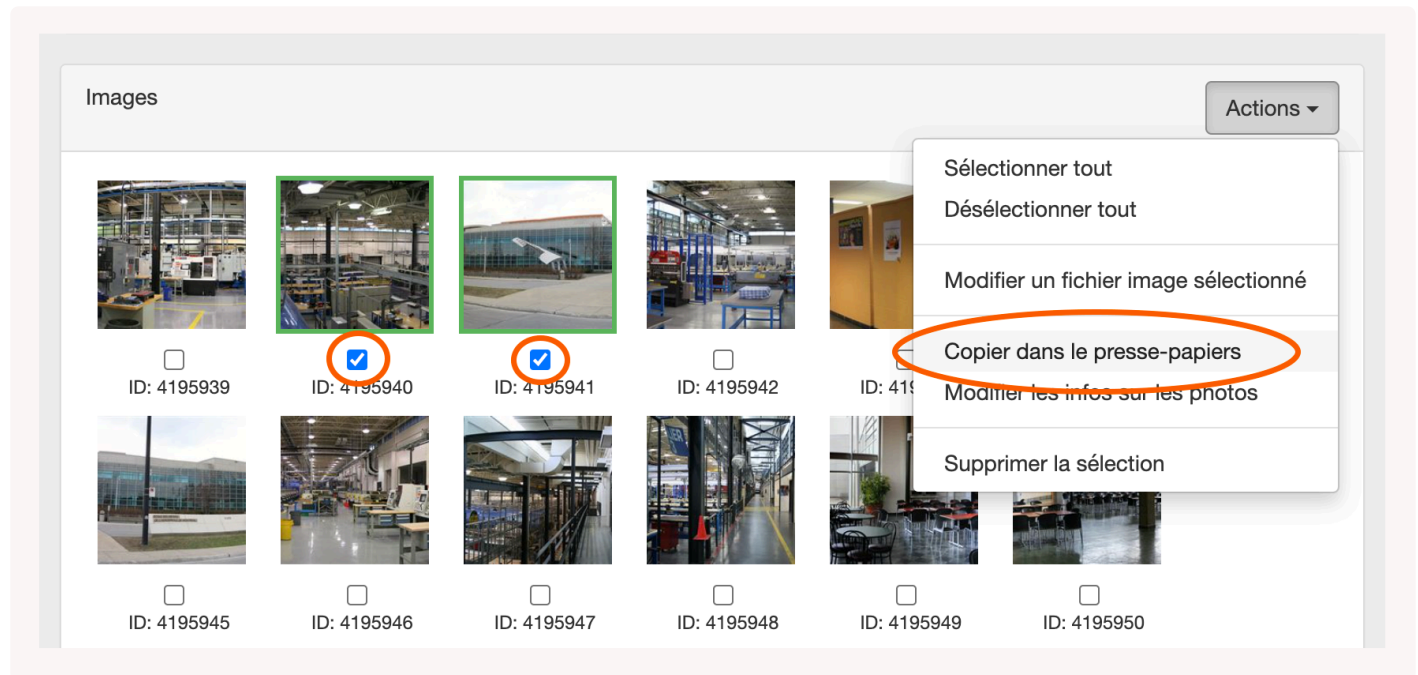 Images
Actions
Sélectionner tout
Désélectionner tout
Modifier un fichier image sélectionné
Copier dans le presse-papiers
Modifier les infos sur les photos
Supprimer la sélection
ID: 4195939
ID: 4195940
ID: 4195941
ID: 4195942
ID: 419
ID: 4195945
ID: 4195946
ID: 4195947
ID: 4195948
ID: 4195949
ID: 4195950